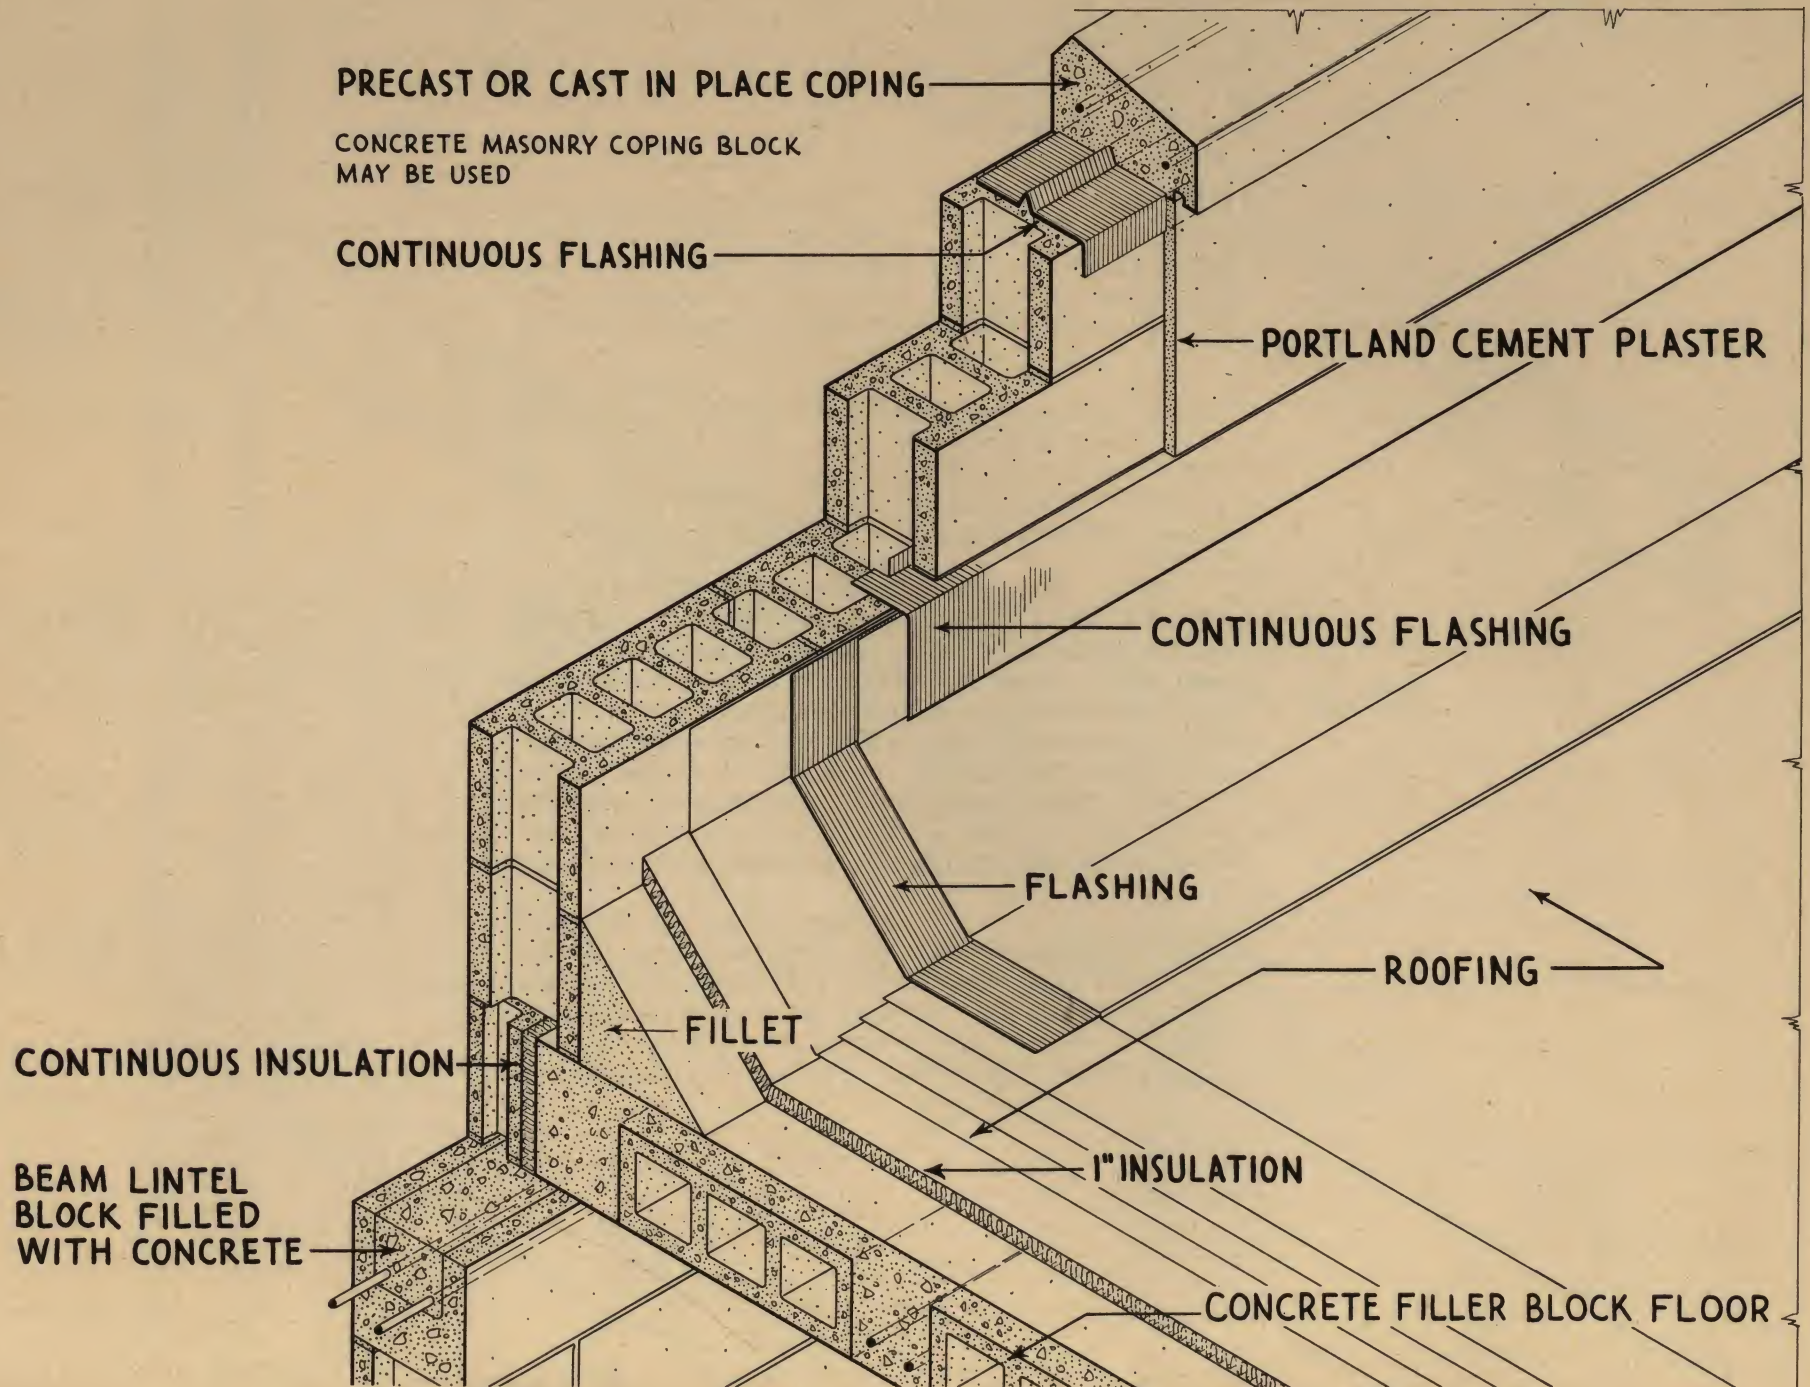 PRECAST OR CAST IN PLACE COPING
CONCRETE MASONRY COPING BLOCK
MAY BE USED
CONTINUOUS FLASHING
PORTLAND CEMENT PLASTER
CONTINUOUS FLASHING
FLASHING
ROOFING
FILLET
CONTINUOUS INSULATION
1" INSULATION
BEAM LINTEL
BLOCK FILLED
WITH CONCRETE
CONCRETE FILLER BLOCK FLOOR